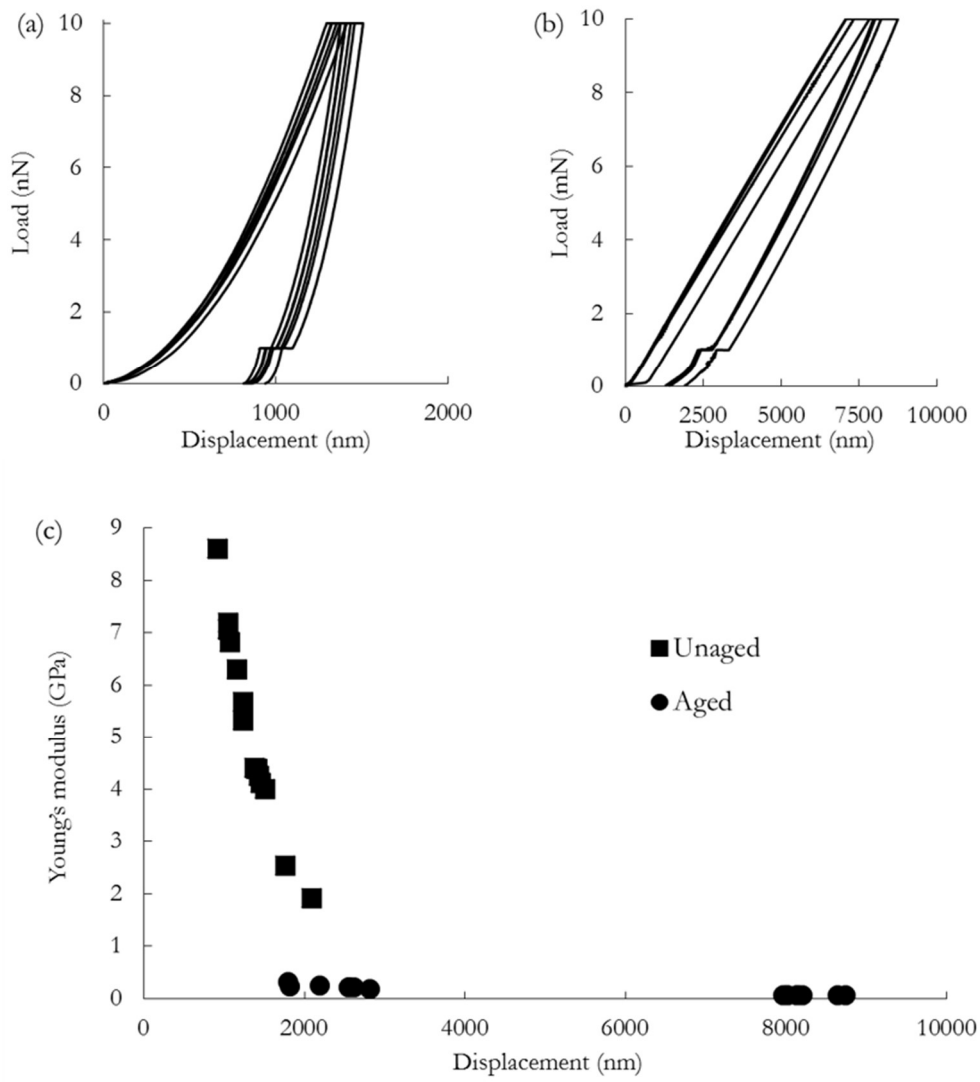 (a)
10
8
6
4
2
0
Load (nN)
0 1000 2000
Displacement (nm)
(b)
10
8
6
4
2
0
Load (mN)
0 2500 5000 7500 10000
Displacement (nm)
(c)
9
8
7
6
5
4
3
2
1
0
Young's modulus (GPa)
Unaged
Aged
0 2000 4000 6000 8000 10000
Displacement (nm)